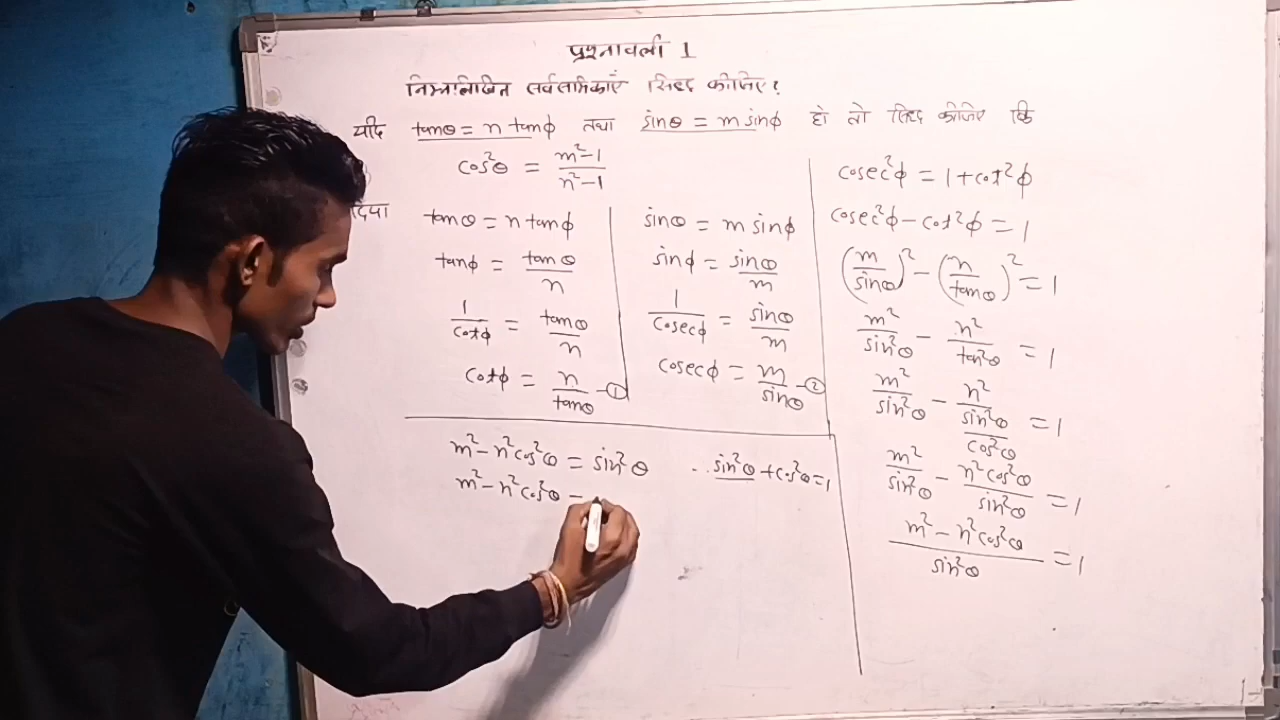 प्रश्नावली 1
निम्नलिखित सर्वसमिकाएँ सिद्ध कीजिए?
यदि tanθ = n tanϕ तथा sinθ = m sinϕ हो तो सिद्ध कीजिए कि
cos²θ = (m²-1)/(n²-1)
दिया
tanθ = n tanϕ
tanϕ = tanθ/n
1/cotϕ = tanθ/n
cotϕ = n/tanθ -①
sinθ = m sinϕ
sinϕ = sinθ/m
1/cosecϕ = sinθ/m
cosecϕ = m/sinθ -②
cosec²ϕ = 1 + cot²ϕ
cosec²ϕ - cot²ϕ = 1
(m/sinθ)² - (n/tanθ)² = 1
m²/sin²θ - n²/tan²θ = 1
m²/sin²θ - n²/(sin²θ/cos²θ) = 1
m²/sin²θ - n²cos²θ/sin²θ = 1
(m² - n²cos²θ)/sin²θ = 1
m² - n²cos²θ = sin²θ ∵ sin²θ + cos²θ = 1
m² - n²cos²θ =